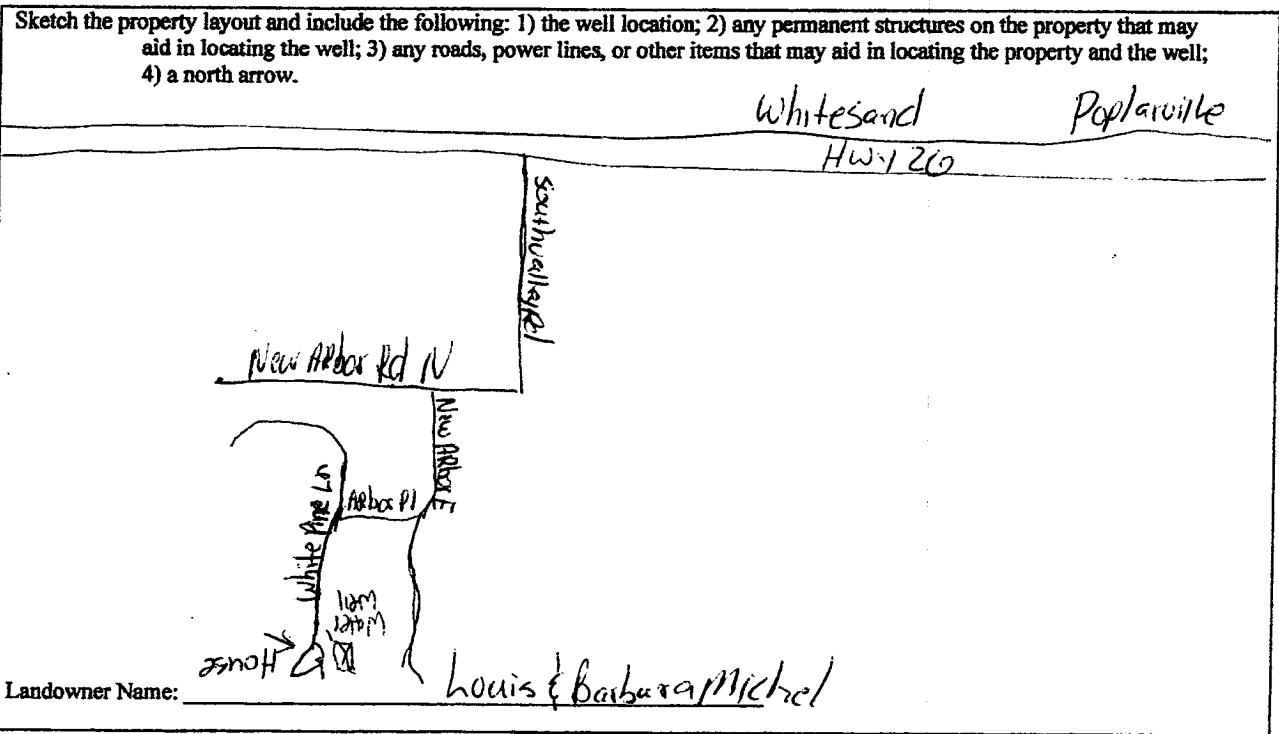 Sketch the property layout and include the following: 1) the well location; 2) any permanent structures on the property that may
aid in locating the well; 3) any roads, power lines, or other items that may aid in locating the property and the well;
4) a north arrow.
Whitesand Poplarville
Hwy 26
Southvalley Rd
New ARbor Rd N
New ARbor E
White Pine Ln
ARbor Pl
Water
Well
House
Landowner Name: Louis & Barbara Michel